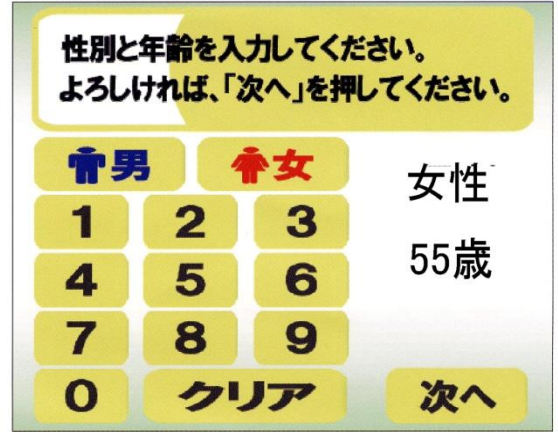 性別と年齢を入力してください。
よろしければ、「次へ」を押してください。
男 女
女性
55歳
1 2 3
4 5 6
7 8 9
0 クリア 次へ